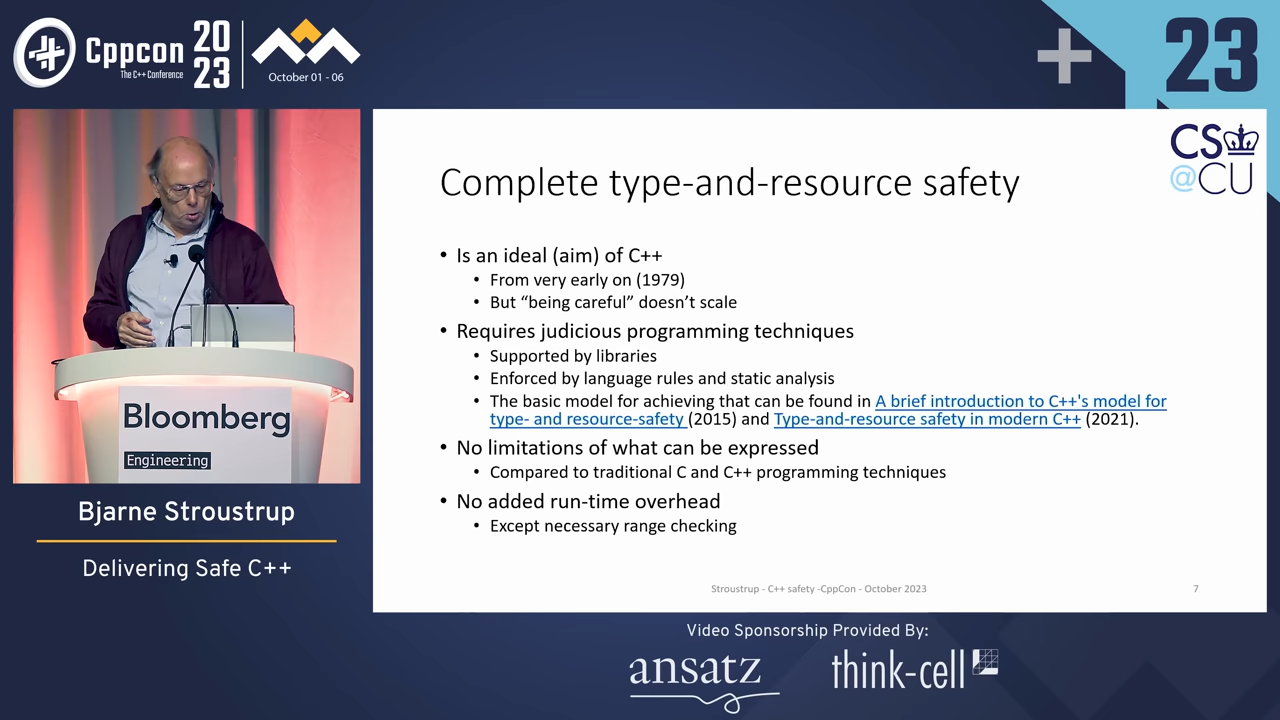 Cppcon
The C++ Conference
20
23
October 01 - 06
23
CS
@CU
Complete type-and-resource safety
• Is an ideal (aim) of C++
• From very early on (1979)
• But “being careful” doesn’t scale
• Requires judicious programming techniques
• Supported by libraries
• Enforced by language rules and static analysis
• The basic model for achieving that can be found in A brief introduction to C++'s model for
type- and resource-safety (2015) and Type-and-resource safety in modern C++ (2021).
• No limitations of what can be expressed
• Compared to traditional C and C++ programming techniques
• No added run-time overhead
• Except necessary range checking
Stroustrup - C++ safety -CppCon - October 2023
7
Bloomberg
Engineering
Bjarne Stroustrup
Delivering Safe C++
Video Sponsorship Provided By:
ansatz
think-cell